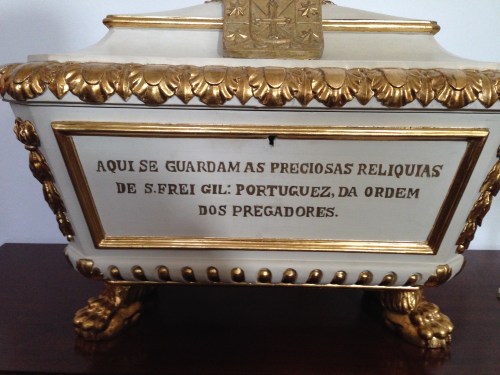 AQUI SE GUARDAM AS PRECIOSAS RELIQUIAS
DE S. FREI GIL: PORTUGUEZ, DA ORDEM
DOS PREGADORES.